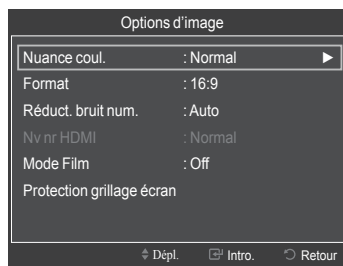 Options d'image
Nuance coul. : Normal ►
Format : 16:9
Réduct. bruit num. : Auto
Nv nr HDMI : Normal
Mode Film : Off
Protection grillage écran
Dépl. Intro. Retour